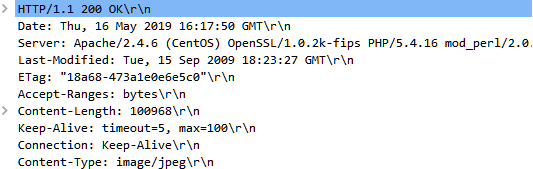 HTTP/1.1 200 OK\r\n
Date: Thu, 16 May 2019 16:17:50 GMT\r\n
Server: Apache/2.4.6 (CentOS) OpenSSL/1.0.2k-fips PHP/5.4.16 mod_perl/2.0.
Last-Modified: Tue, 15 Sep 2009 18:23:27 GMT\r\n
ETag: "18a68-473a1e0e6e5c0"\r\n
Accept-Ranges: bytes\r\n
Content-Length: 100968\r\n
Keep-Alive: timeout=5, max=100\r\n
Connection: Keep-Alive\r\n
Content-Type: image/jpeg\r\n